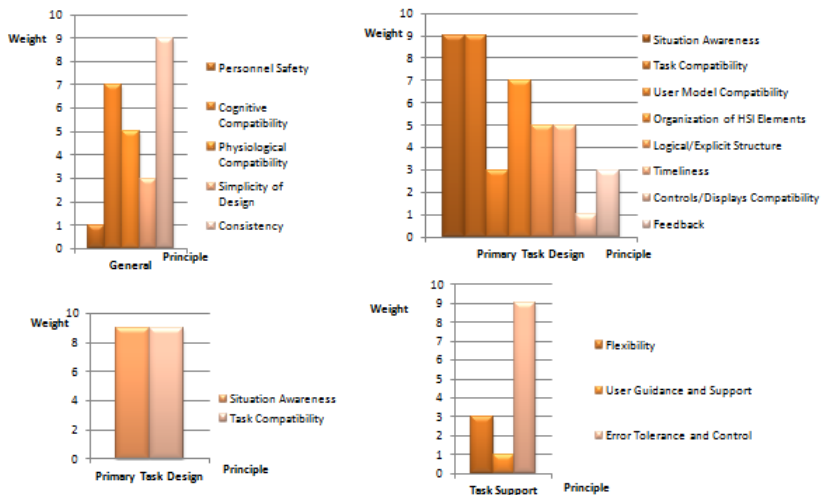 Weight
10
9
8
7
6
5
4
3
2
1
0
General
Principle
Personnel Safety
Cognitive
Compatibility
Physiological
Compatibility
Simplicity of
Design
Consistency
Weight
10
9
8
7
6
5
4
3
2
1
0
Primary Task Design
Principle
Situation Awareness
Task Compatibility
User Model Compatibility
Organization of HSI Elements
Logical/Explicit Structure
Timeliness
Controls/Displays Compatibility
Feedback
Weight
10
9
8
7
6
5
4
3
2
1
0
Primary Task Design
Principle
Situation Awareness
Task Compatibility
Weight
10
9
8
7
6
5
4
3
2
1
0
Task Support
Principle
Flexibility
User Guidance and Support
Error Tolerance and Control